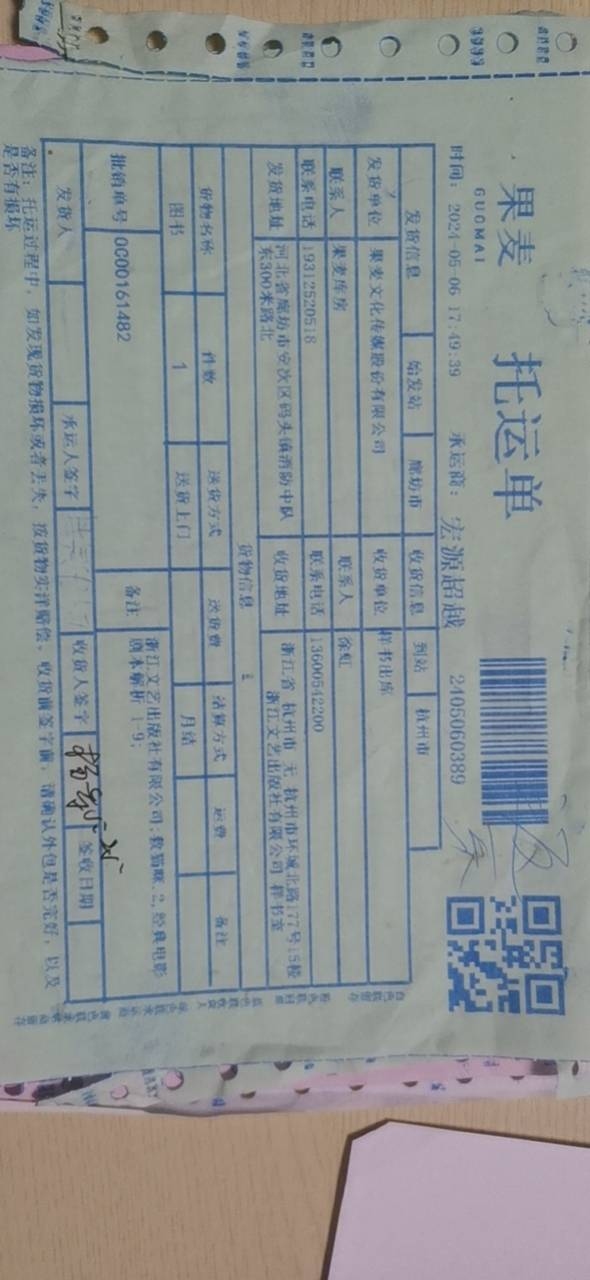 果麦 托运单
GUOMAI
时间: 2024-05-06 17:49:39 承运商: 宏源超越 2405060389
发货信息 始发站 廊坊市 收货信息 到站 杭州市
发货单位 果麦文化传媒股份有限公司 收货单位 样书出库
联系人 果麦库房 联系人 徐虹
联系电话 19312520518 联系电话 13600542200
发货地址 河北省廊坊市安次区码头镇消防中队 收货地址 浙江省 杭州市 无 杭州市环城北路177号15楼
东300米路北 浙江文艺出版社有限公司 样书室
货物信息
货物名称 件数 送货方式 送货费 结算方式 运费 备注
图书 1 送货上门 月结
批销单号 0C00161482 备注 浙江文艺出版社有限公司:救猫咪.2,经典电影
剧本解析 1-9;
发货人 承运人签字 收货人签字 签收日期
备注: 托运过程中, 如发现货物损坏或者丢失, 按货物实洋赔偿。收货前签字前, 请确认外包是否完好, 以及
是否有损坏